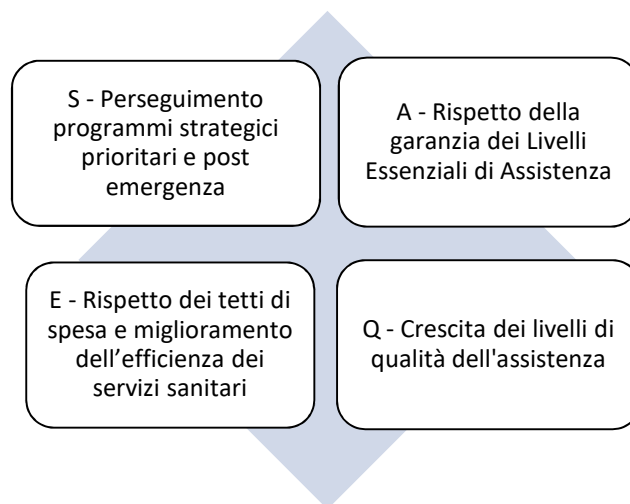 S - Perseguimento
programmi strategici
prioritari e post
emergenza
A - Rispetto della
garanzia dei Livelli
Essenziali di Assistenza
E - Rispetto dei tetti di
spesa e miglioramento
dell’efficienza dei
servizi sanitari
Q - Crescita dei livelli di
qualità dell'assistenza